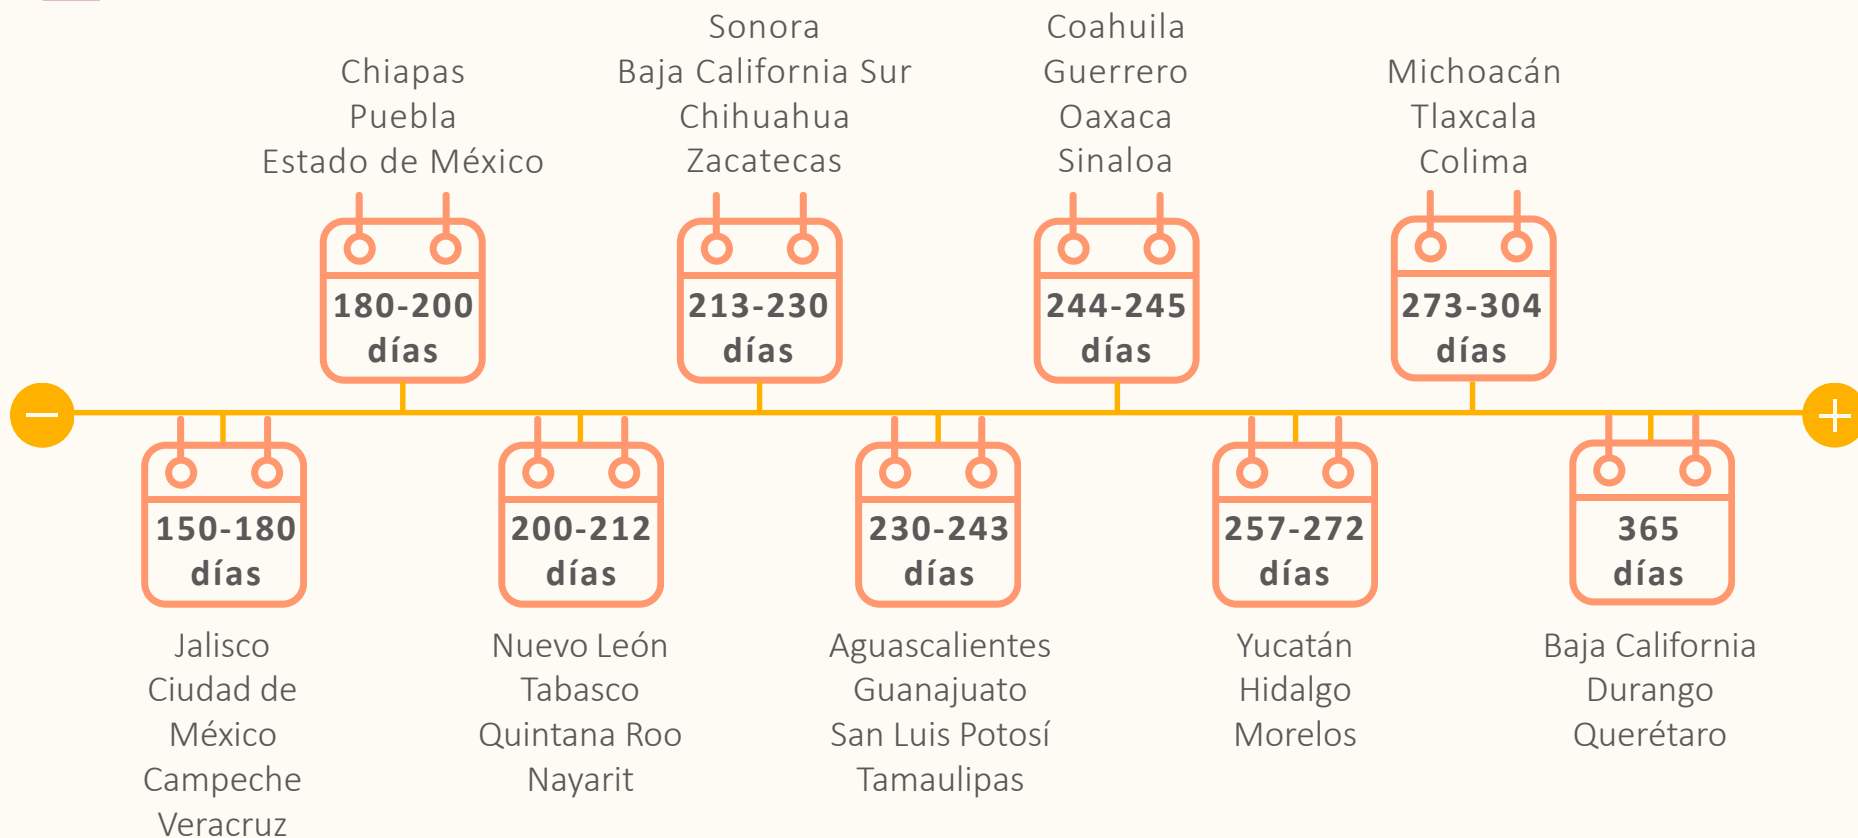 Chiapas
Puebla
Estado de México
180-200
días
Sonora
Baja California Sur
Chihuahua
Zacatecas
213-230
días
Coahuila
Guerrero
Oaxaca
Sinaloa
244-245
días
Michoacán
Tlaxcala
Colima
273-304
días
150-180
días
Jalisco
Ciudad de
México
Campeche
Veracruz
200-212
días
Nuevo León
Tabasco
Quintana Roo
Nayarit
230-243
días
Aguascalientes
Guanajuato
San Luis Potosí
Tamaulipas
257-272
días
Yucatán
Hidalgo
Morelos
365
días
Baja California
Durango
Querétaro